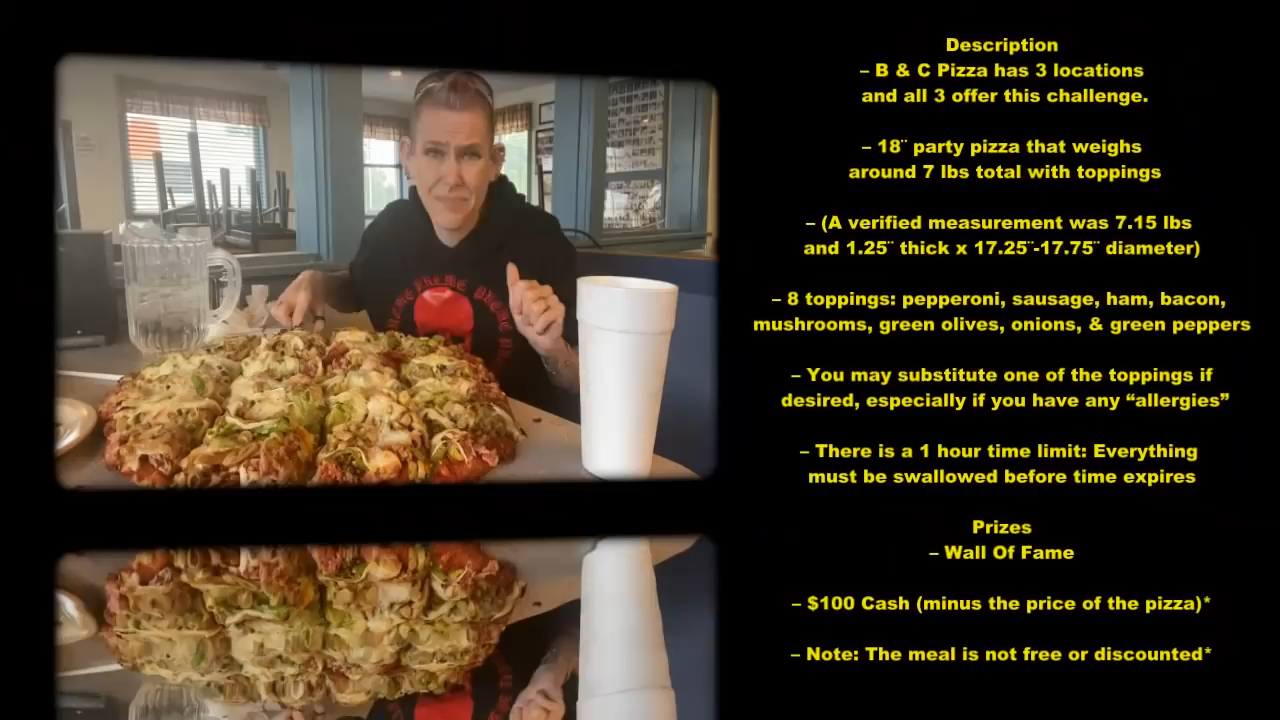 Description
– B & C Pizza has 3 locations
and all 3 offer this challenge.
– 18¨ party pizza that weighs
around 7 lbs total with toppings
– (A verified measurement was 7.15 lbs
and 1.25¨ thick x 17.25¨-17.75¨ diameter)
– 8 toppings: pepperoni, sausage, ham, bacon,
mushrooms, green olives, onions, & green peppers
– You may substitute one of the toppings if
desired, especially if you have any “allergies”
– There is a 1 hour time limit: Everything
must be swallowed before time expires
Prizes
– Wall Of Fame
– $100 Cash (minus the price of the pizza)*
– Note: The meal is not free or discounted*